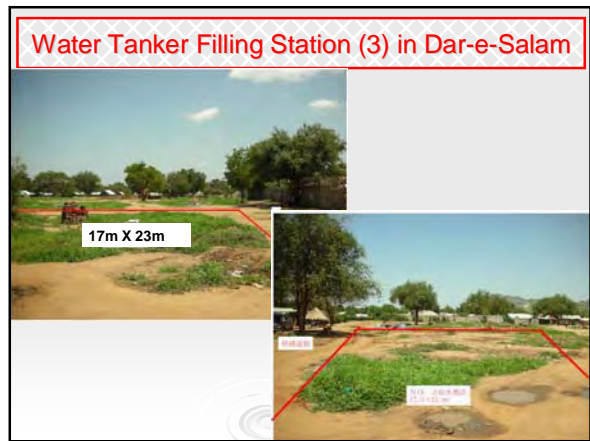 Water Tanker Filling Station (3) in Dar-e-Salam
17m X 23m